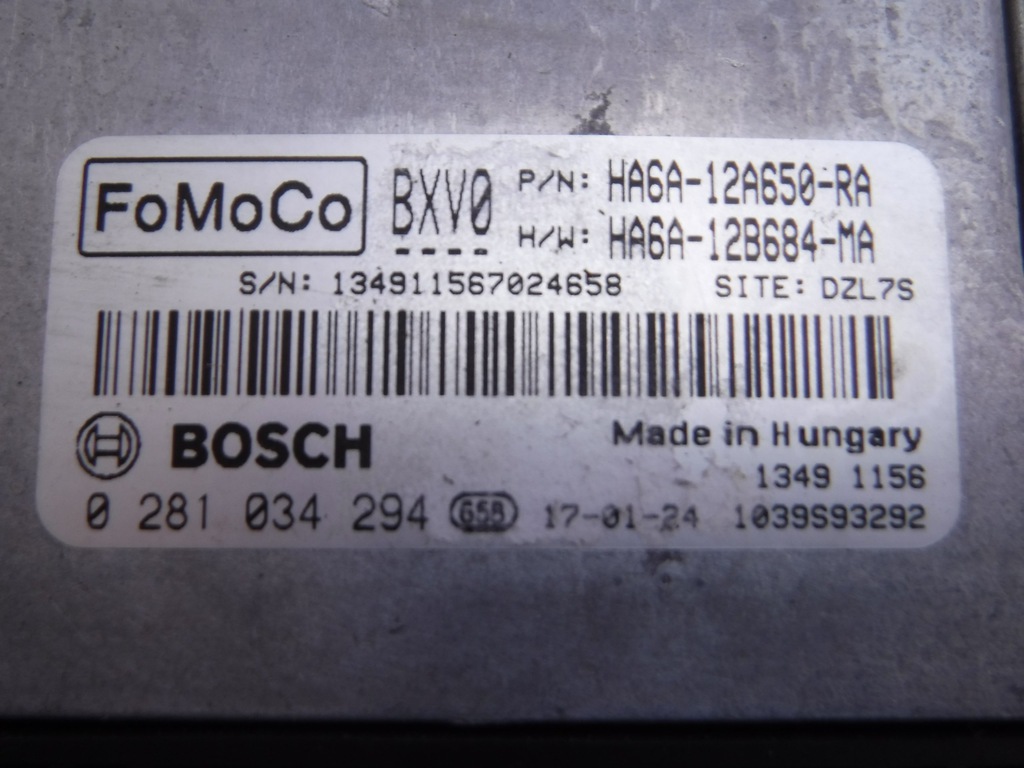 FoMoCo BXV0 P/N: HA6A-12A650-RA
H/W: HA6A-12B684-MA
S/N: 134911567024658 SITE: DZL7S
BOSCH Made in Hungary
1349 1156
0 281 034 294 658 17-01-24 1039S93292